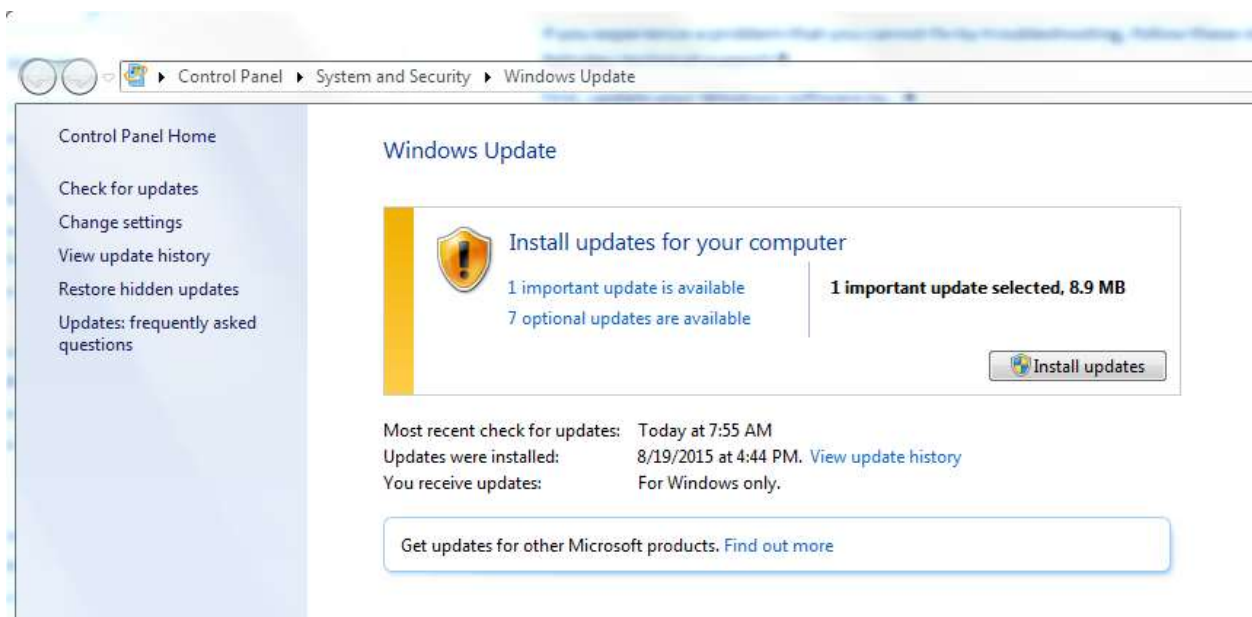 Control Panel ▸ System and Security ▸ Windows Update
Control Panel Home
Check for updates
Change settings
View update history
Restore hidden updates
Updates: frequently asked
questions
Windows Update
Install updates for your computer
1 important update is available
7 optional updates are available
1 important update selected, 8.9 MB
Install updates
Most recent check for updates: Today at 7:55 AM
Updates were installed: 8/19/2015 at 4:44 PM. View update history
You receive updates: For Windows only.
Get updates for other Microsoft products. Find out more